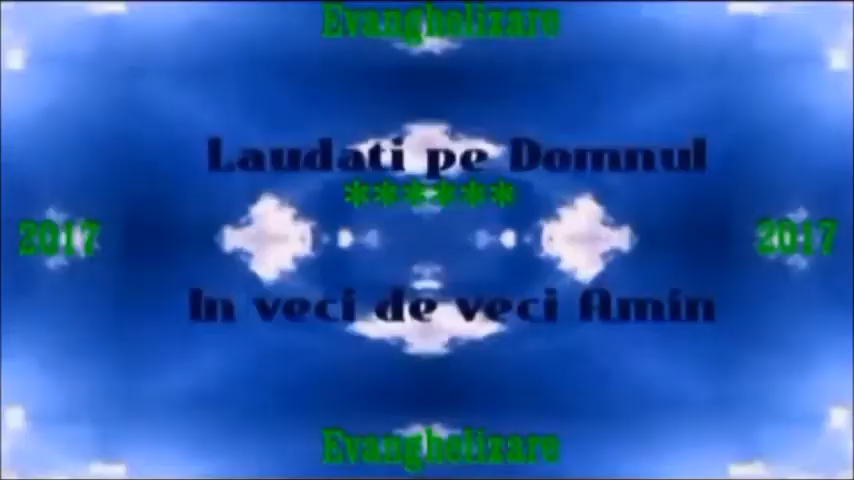 Evanghelizare
Laudati pe Domnul
******
2017 2017
In veci de veci Amin
Evanghelizare